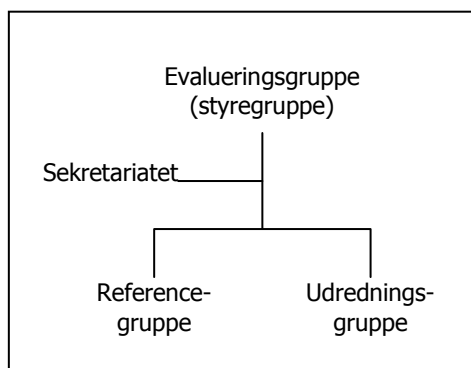 Evalueringsgruppe
(styregruppe)
Sekretariatet
Reference-
gruppe
Udrednings-
gruppe